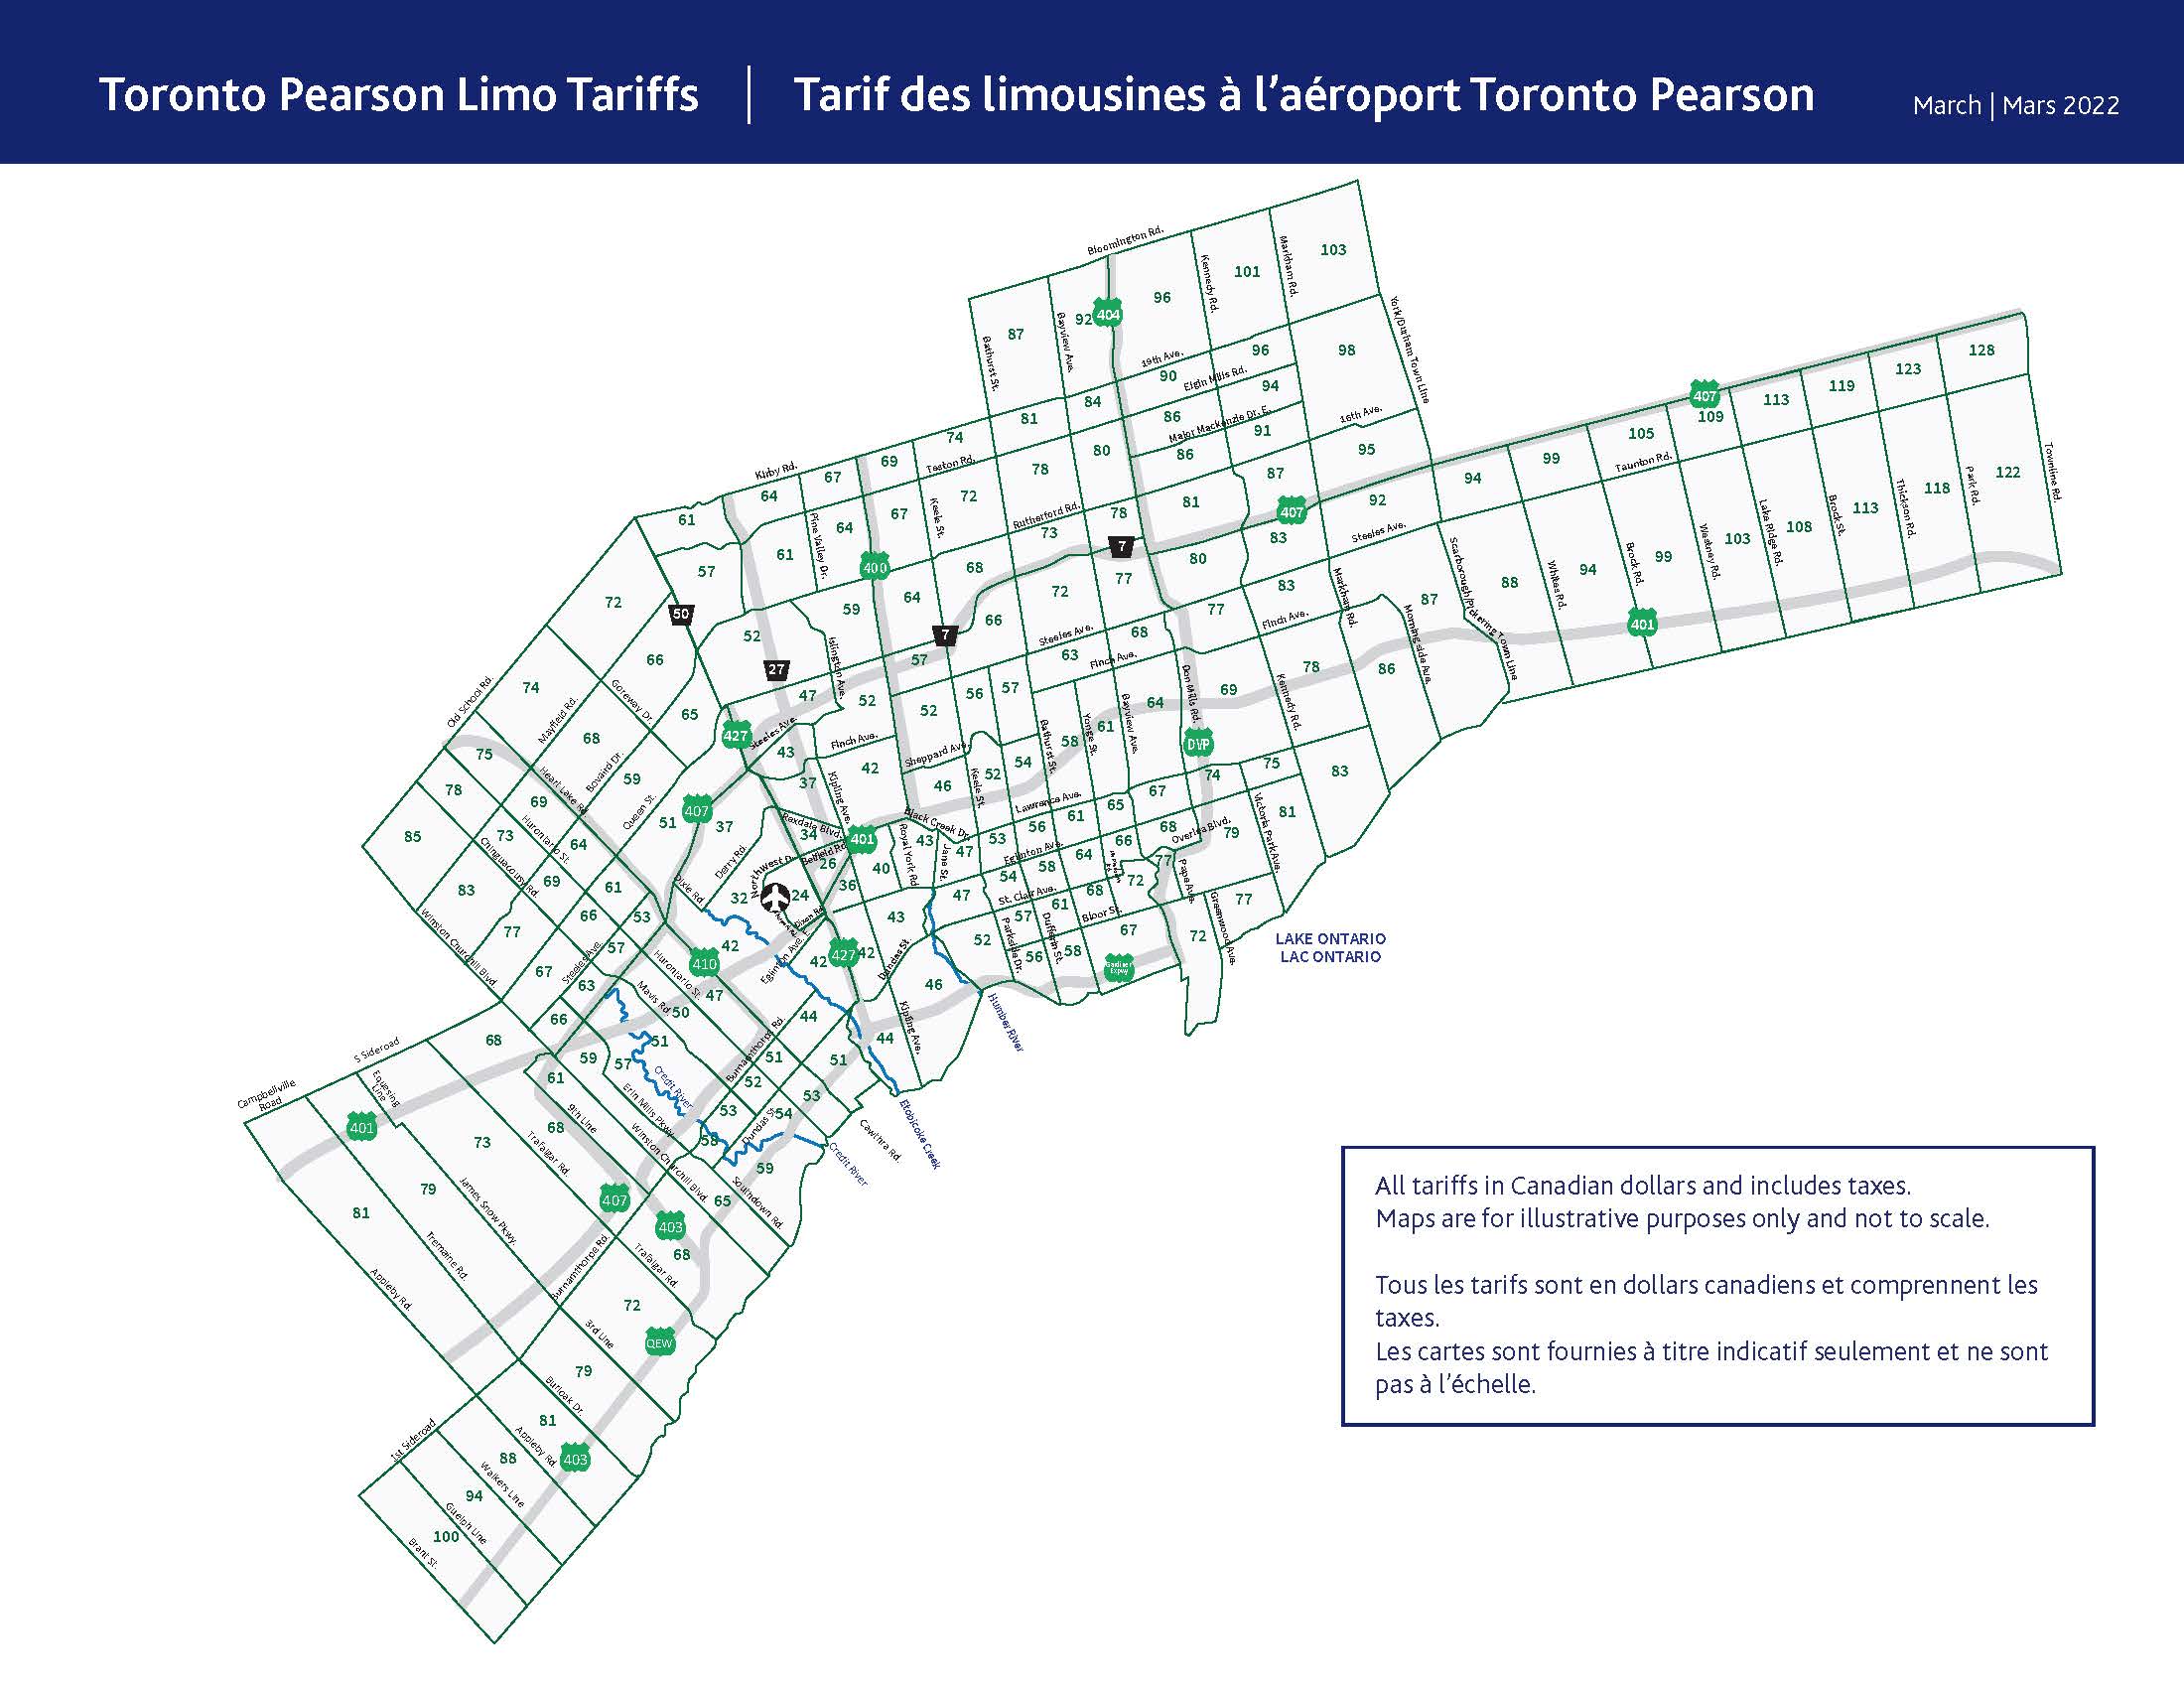 Toronto Pearson Limo Tariffs | Tarif des limousines à l'aéroport Toronto Pearson
March | Mars 2022
Bloomington Rd.
103
101
96
92
404
87
Kennedy Rd.
Markham Rd.
Bayview Ave.
Bathurst St.
York/Durham Town Line
19th Ave.
96
98
90
Elgin Mills Rd.
94
84
86
Major Mackenzie Dr. E.
91
16th Ave.
81
80
86
95
87
74
Teston Rd.
78
81
407
92
Kirby Rd.
69
67
64
61
72
67
64
61
57
Pine Valley Dr.
400
Keele St.
Rutherford Rd.
73
78
7
83
Steeles Ave.
80
77
68
72
83
128
123
119
113
109
407
105
Taunton Rd.
99
94
122
118
113
108
103
99
94
88
87
Townline Rd.
Park Rd.
Thickson Rd.
Brock St.
Lake Ridge Rd.
Westney Rd.
Brock Rd.
Whites Rd.
401
Scarborough/Pickering Town Line
Morningside Ave.
Markham Rd.
72
50
52
59
64
66
7
57
27
Islington Ave.
47
52
Steeles Ave.
63
68
77
Finch Ave.
Finch Ave.
78
86
66
65
74
Goreway Dr.
Old School Rd.
Mayfield Rd.
68
75
Bovaird Dr.
59
427
Steeles Ave.
43
Finch Ave.
42
52
56
57
Sheppard Ave.
46
52
54
58
61
64
69
Bathurst St.
Yonge St.
Bayview Ave.
Don Mills Rd.
Kennedy Rd.
DVP
74
75
83
78
69
Heart Lake Rd.
Queen St.
51
407
37
37
Kipling Ave.
Keele St.
Lawrence Ave.
65
67
61
56
53
Victoria Park Ave.
81
79
85
73
Hurontario St.
64
Chinguacousy Rd.
69
61
Derry Rd.
Rexdale Blvd.
34
401
Black Creek Dr.
43
47
Royal York Rd.
Jane St.
Belfield Rd.
26
40
36
24
32
Dixie Rd.
Dixon Rd.
Eglinton Ave.
54
58
64
66
68
Overlea Blvd.
77
72
Pape Ave.
77
83
77
66
53
Winston Churchill Blvd.
67
57
Steeles Ave.
63
42
410
427
42
42
43
Dundas St.
47
St. Clair Ave.
57
61
68
Bloor St.
67
52
56
58
Parkside Dr.
Dufferin St.
Gardiner
Expwy
72
Greenwood Ave.
LAKE ONTARIO
LAC ONTARIO
Hurontario St.
47
Mavis Rd.
50
44
46
Kipling Ave.
Humber River
66
51
59
57
61
51
51
44
52
53
53
54
Burnamthorpe Rd.
Credit River
Erin Mills Pkwy.
58
Dundas St.
59
Cawthra Rd.
Etobicoke Creek
Credit River
68
S Sideroad
Campbellville
Road
Equesing
Line
401
73
68
9th Line
Trafalgar Rd.
Winston Churchill Blvd.
65
Southdown Rd.
79
81
James Snow Pkwy.
Tremaine Rd.
Appleby Rd.
407
403
68
Trafalgar Rd.
Burnamthorpe Rd.
72
3rd Line
QEW
79
Burloak Dr.
81
Appleby Rd.
403
1st Sideroad
88
Walkers Line
94
Guelph Line
100
Brant St.
All tariffs in Canadian dollars and includes taxes.
Maps are for illustrative purposes only and not to scale.
Tous les tarifs sont en dollars canadiens et comprennent les
taxes.
Les cartes sont fournies à titre indicatif seulement et ne sont
pas à l'échelle.